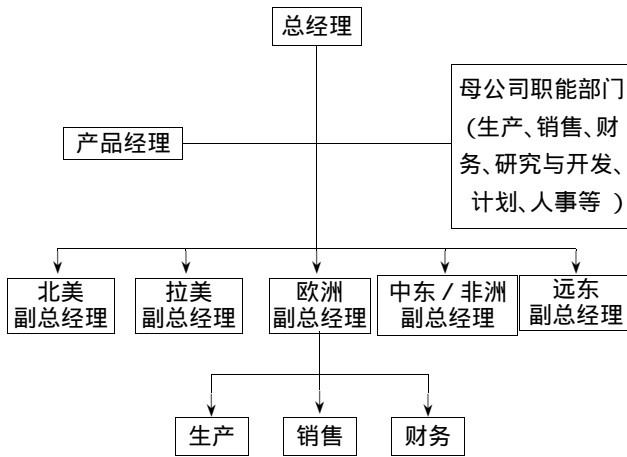 总经理
母公司职能部门
(生产、销售、财
务、研究与开发、
计划、人事等 )
产品经理
北美
副总经理
拉美
副总经理
欧洲
副总经理
中东 / 非洲
副总经理
远东
副总经理
生产
销售
财务